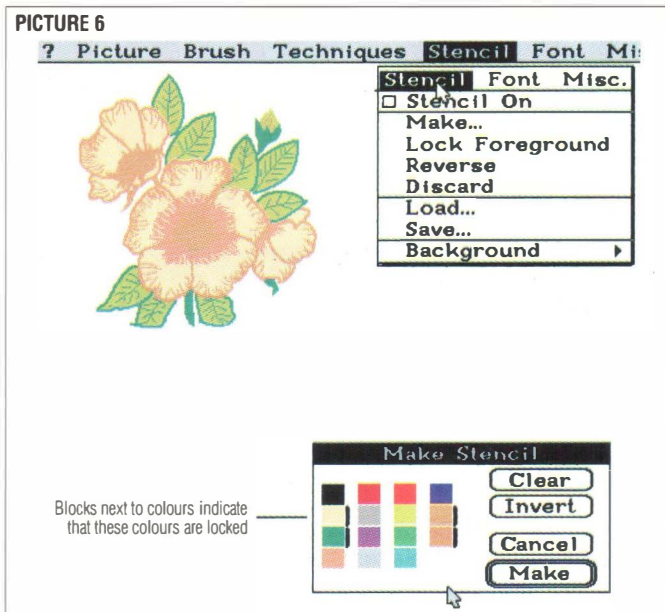 PICTURE 6
? Picture Brush Techniques Stencil Font Mi
Stencil Font Misc.
Stencil On
Make...
Lock Foreground
Reverse
Discard
Load...
Save...
Background
Make Stencil
Clear
Invert
Cancel
Make
Blocks next to colours indicate
that these colours are locked